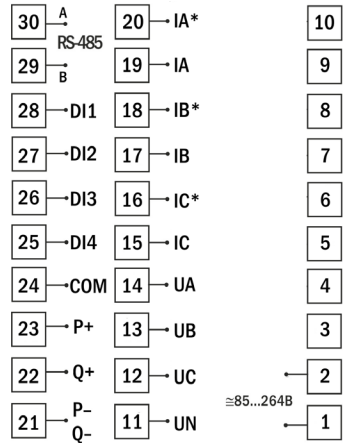 30 A 20 IA* 10
RS-485
29 B 19 IA 9
28 DI1 18 IB* 8
27 DI2 17 IB 7
26 DI3 16 IC* 6
25 DI4 15 IC 5
24 COM 14 UA 4
23 P+ 13 UB 3
22 Q+ 12 UC 2
≅85...264В
21 P– 11 UN 1
Q–